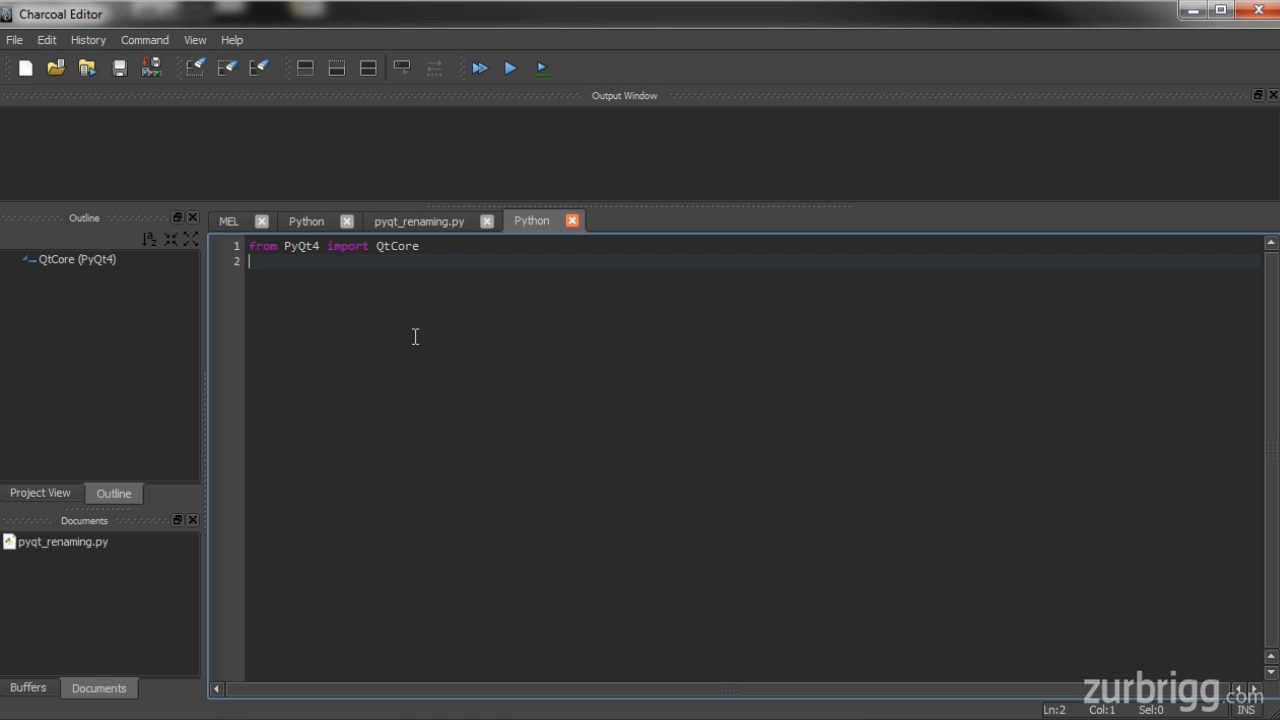 Charcoal Editor
File Edit History Command View Help
Output Window
Outline
MEL Python pyqt_renaming.py Python
QtCore (PyQt4)
1 from PyQt4 import QtCore
2
Project View Outline
Documents
pyqt_renaming.py
Buffers Documents
zurbrigg.com
Ln:2 Col:1 Sel:0 INS